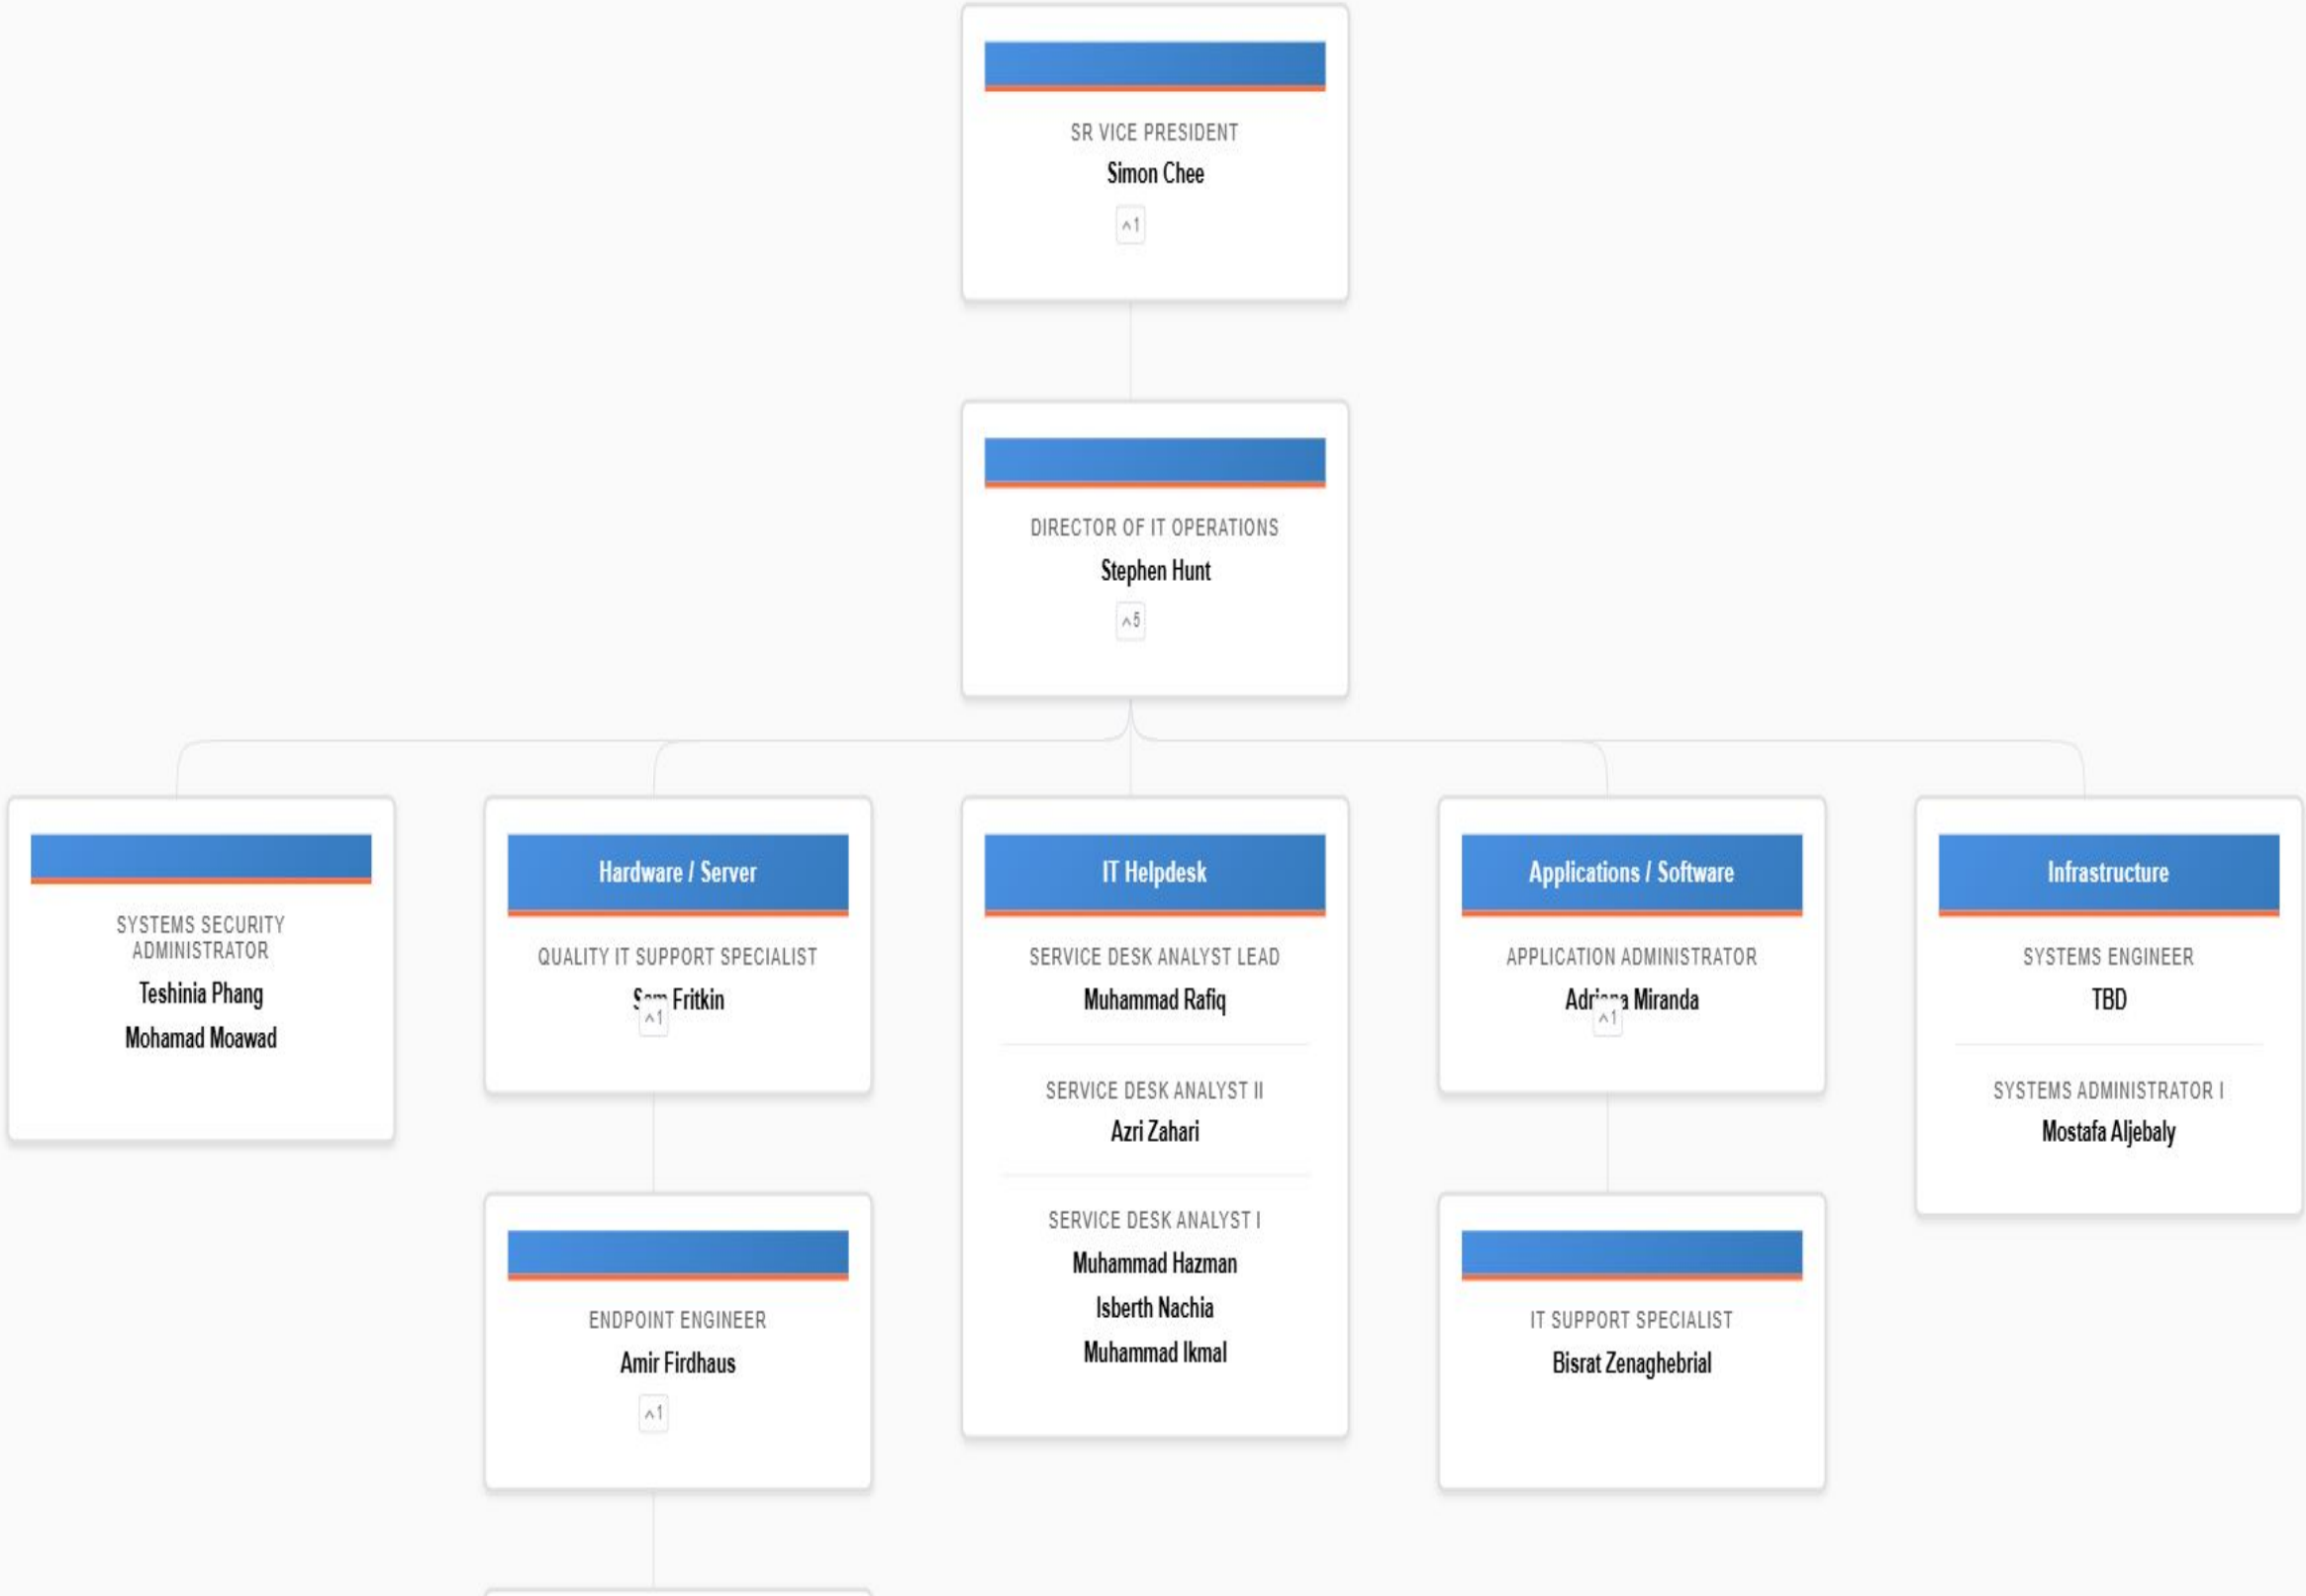 SR VICE PRESIDENT
Simon Chee
^1
DIRECTOR OF IT OPERATIONS
Stephen Hunt
^5
SYSTEMS SECURITY
ADMINISTRATOR
Teshinia Phang
Mohamad Moawad
Hardware / Server
QUALITY IT SUPPORT SPECIALIST
Fritkin
^1
ENDPOINT ENGINEER
Amir Firdhaus
^1
IT Helpdesk
SERVICE DESK ANALYST LEAD
Muhammad Rafiq
SERVICE DESK ANALYST II
Azri Zahari
SERVICE DESK ANALYST I
Muhammad Hazman
Isberth Nachia
Muhammad Ikmal
Applications / Software
APPLICATION ADMINISTRATOR
Adriana Miranda
^1
IT SUPPORT SPECIALIST
Bisrat Zenaghebrial
Infrastructure
SYSTEMS ENGINEER
TBD
SYSTEMS ADMINISTRATOR I
Mostafa Aljebaly